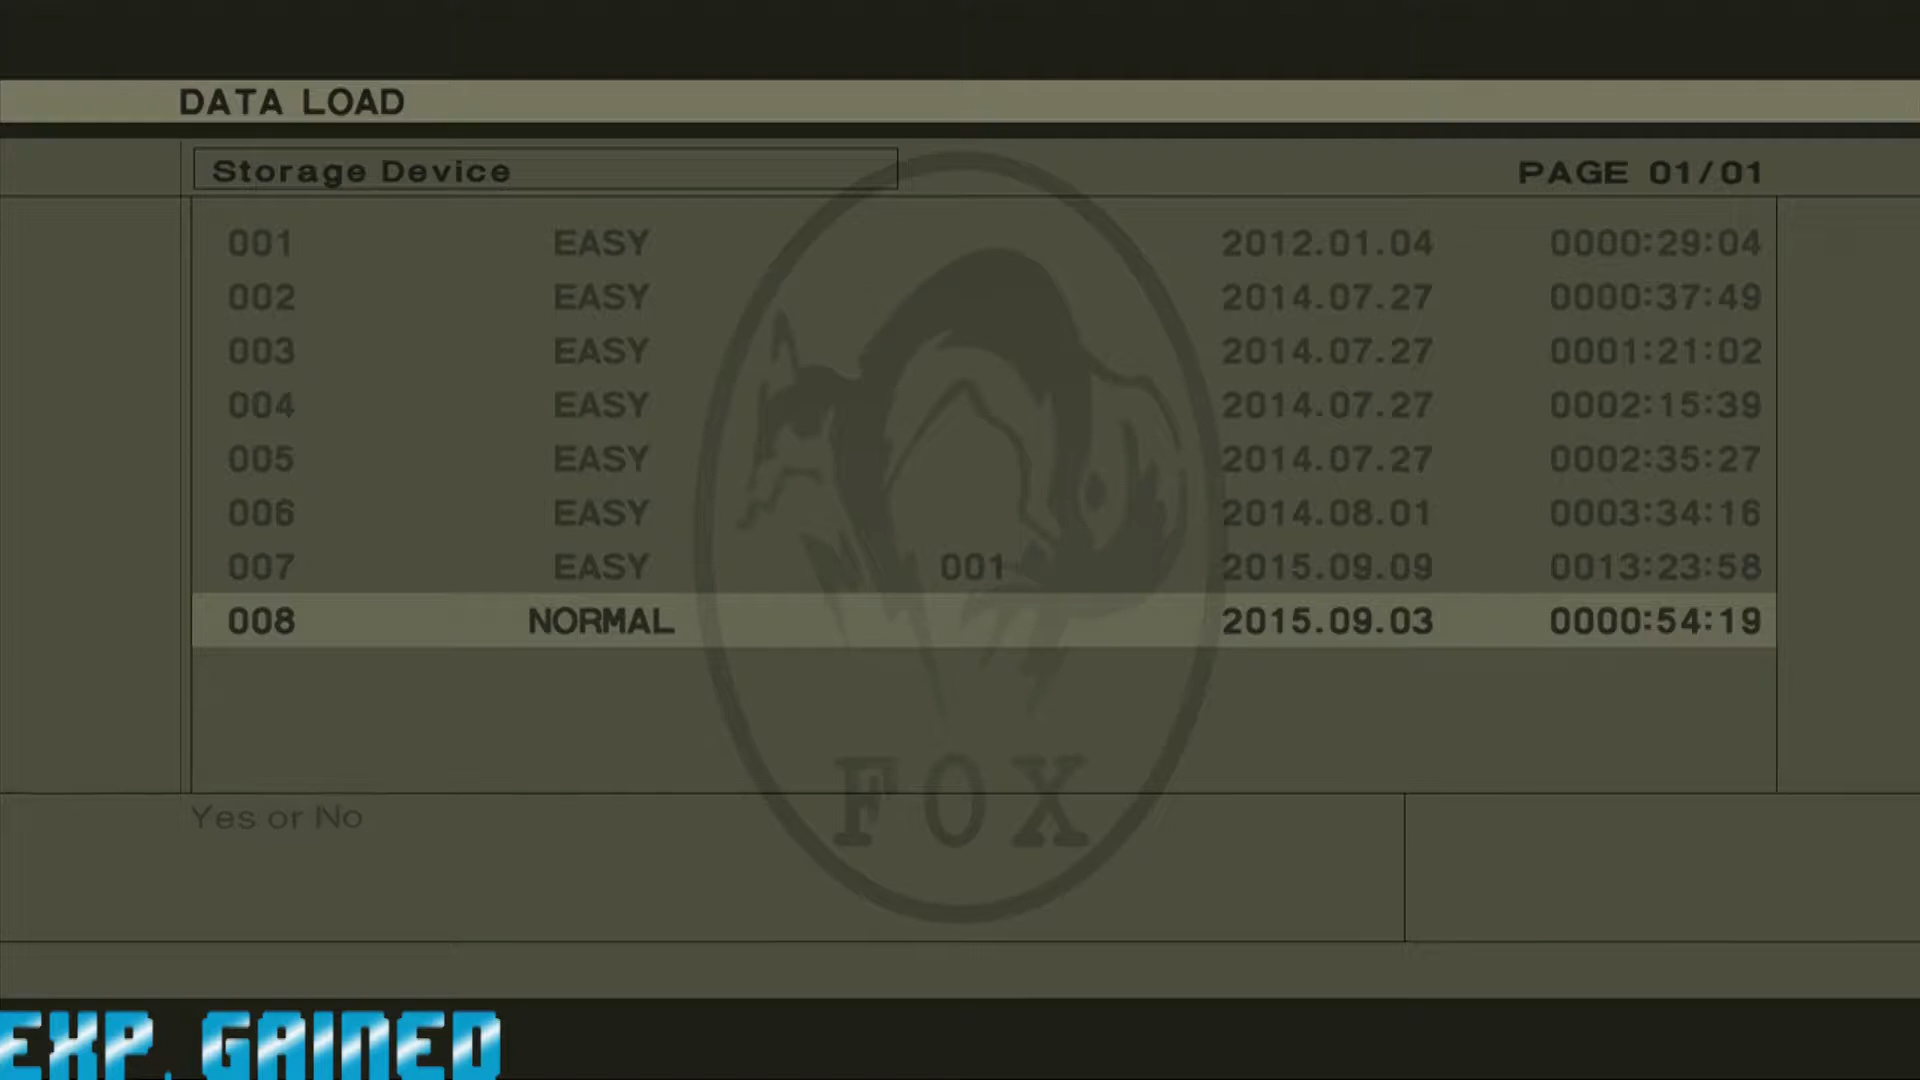 DATA LOAD
Storage Device PAGE 01/01
001 EASY 2012.01.04 0000:29:04
002 EASY 2014.07.27 0000:37:49
003 EASY 2014.07.27 0001:21:02
004 EASY 2014.07.27 0002:15:39
005 EASY 2014.07.27 0002:35:27
006 EASY 2014.08.01 0003:34:16
007 EASY 001 2015.09.09 0013:23:58
008 NORMAL 2015.09.03 0000:54:19
FOX
Yes or No
EXP. GAINED